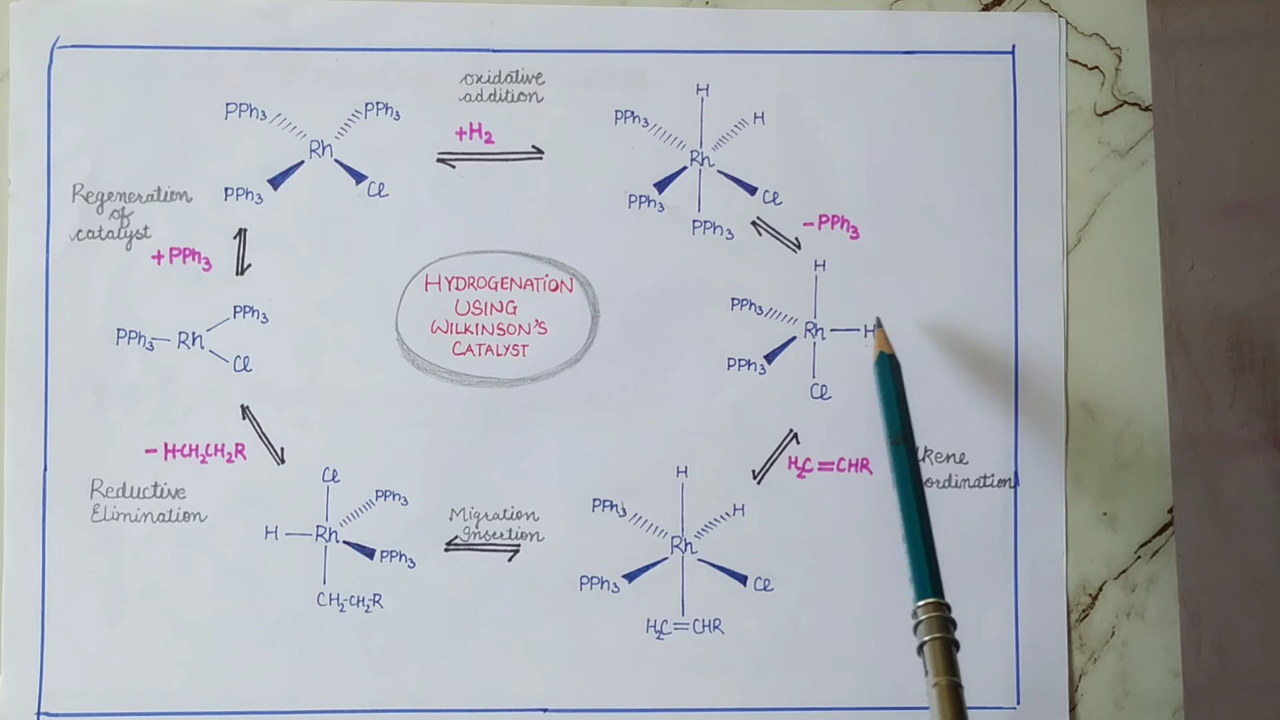 oxidative
addition
+H₂
PPh₃ PPh₃
Rh
PPh₃ Cl
H
PPh₃ H
Rh
PPh₃ Cl
PPh₃
-PPh₃
Regeneration
of
catalyst
+PPh₃
HYDROGENATION
USING
WILKINSON'S
CATALYST
H
PPh₃
Rh H
PPh₃
Cl
PPh₃
PPh₃ Rh
Cl
H₂C=CHR
-HCH₂CH₂R
Reductive
Elimination
Cl
PPh₃
H Rh
PPh₃
CH₂-CH₂-R
Migration
Insertion
H
PPh₃ H
Rh
PPh₃ Cl
H₂C=CHR